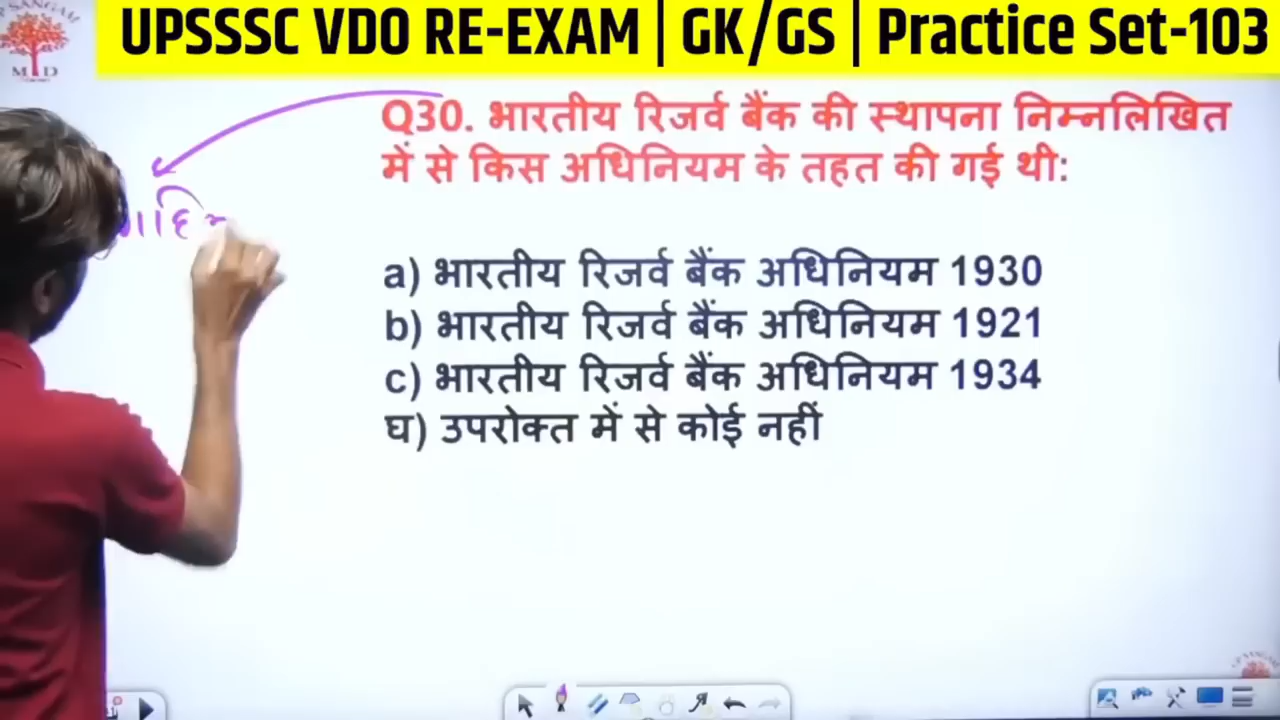 UPSSSC VDO RE-EXAM | GK/GS | Practice Set-103
SANGAM
M D
Q30. भारतीय रिजर्व बैंक की स्थापना निम्नलिखित
में से किस अधिनियम के तहत की गई थी:
a) भारतीय रिजर्व बैंक अधिनियम 1930
b) भारतीय रिजर्व बैंक अधिनियम 1921
c) भारतीय रिजर्व बैंक अधिनियम 1934
घ) उपरोक्त में से कोई नहीं